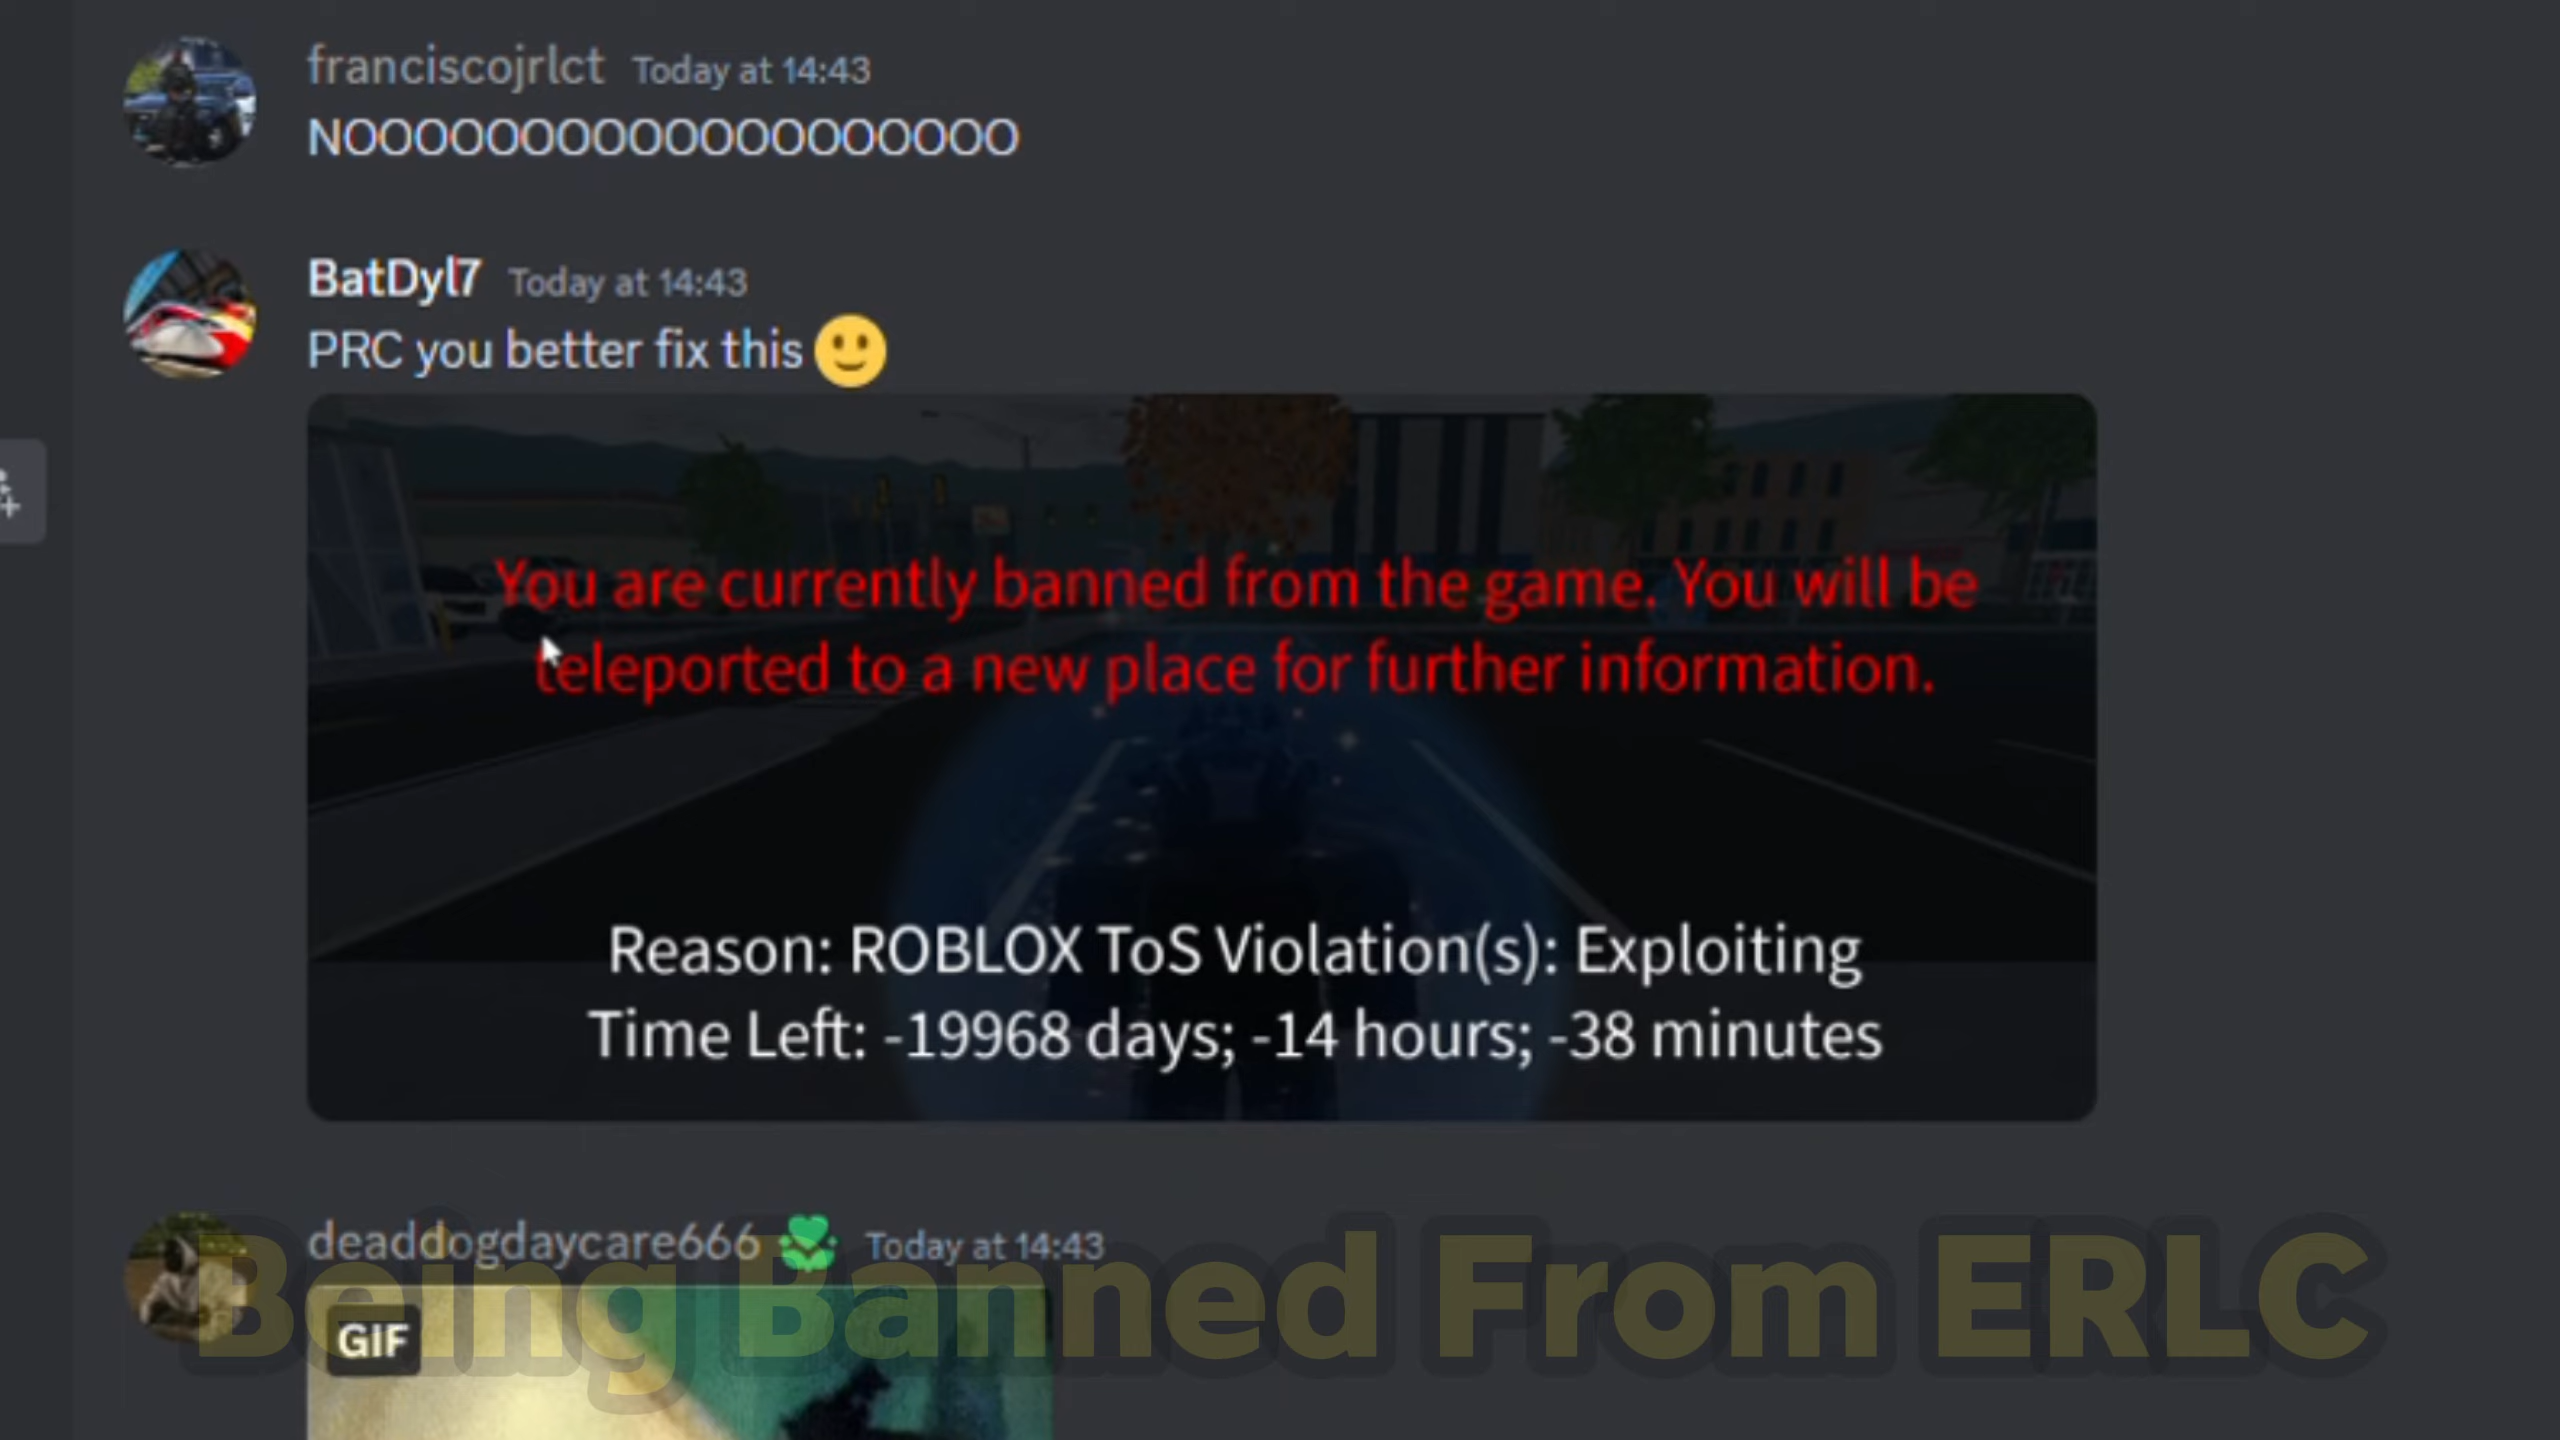 franciscojrlct Today at 14:43
NOOOOOOOOOOOOOOOOOOO
BatDyl7 Today at 14:43
PRC you better fix this 🙂
You are currently banned from the game. You will be
teleported to a new place for further information.
Reason: ROBLOX ToS Violation(s): Exploiting
Time Left: -19968 days; -14 hours; -38 minutes
deaddogdaycare666 Today at 14:43
Being Banned From ERLC
GIF